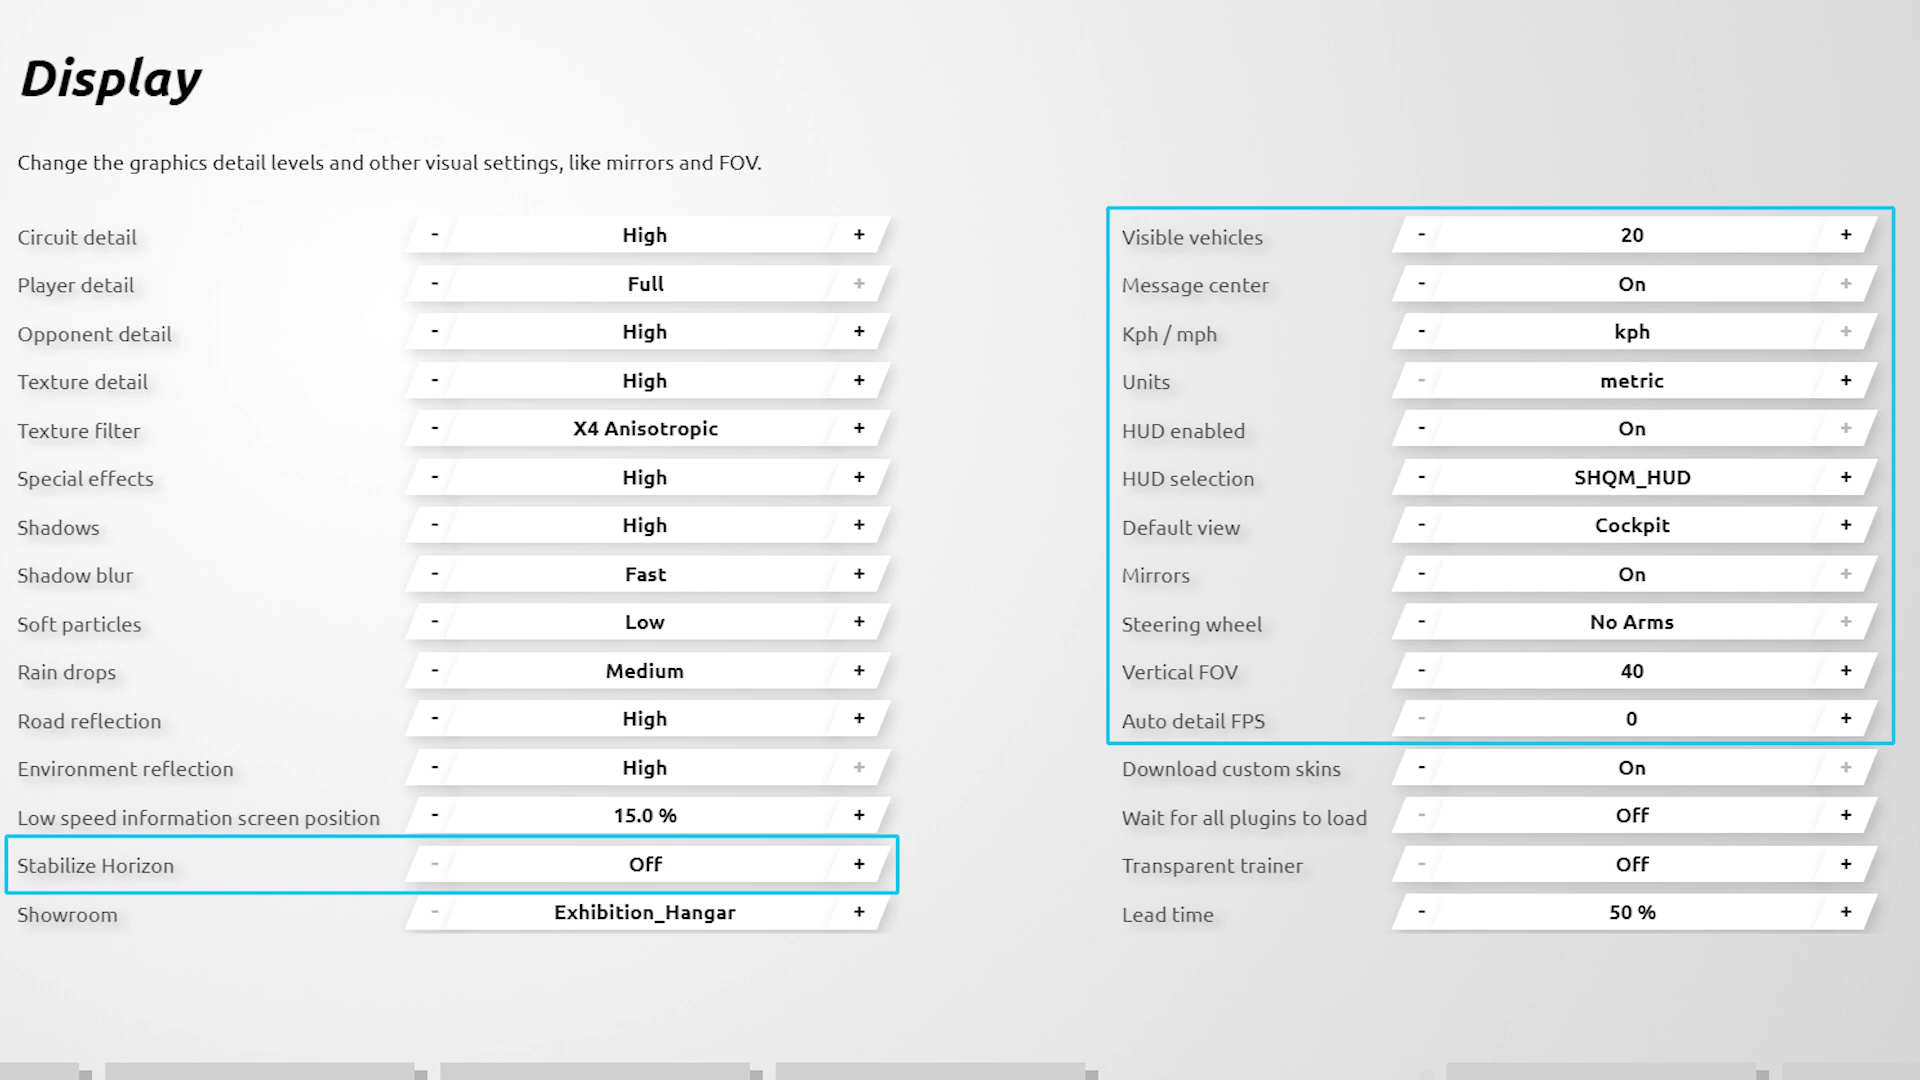 Display
Change the graphics detail levels and other visual settings, like mirrors and FOV.
Circuit detail - High +
Player detail - Full +
Opponent detail - High +
Texture detail - High +
Texture filter - X4 Anisotropic +
Special effects - High +
Shadows - High +
Shadow blur - Fast +
Soft particles - Low +
Rain drops - Medium +
Road reflection - High +
Environment reflection - High +
Low speed information screen position - 15.0 % +
Stabilize Horizon - Off +
Showroom - Exhibition_Hangar +
Visible vehicles - 20 +
Message center - On +
Kph / mph - kph +
Units - metric +
HUD enabled - On +
HUD selection - SHQM_HUD +
Default view - Cockpit +
Mirrors - On +
Steering wheel - No Arms +
Vertical FOV - 40 +
Auto detail FPS - 0 +
Download custom skins - On +
Wait for all plugins to load - Off +
Transparent trainer - Off +
Lead time - 50 % +